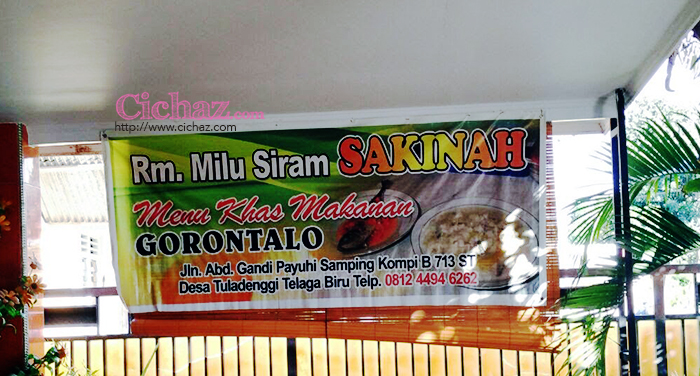 Cichaz.com
http://www.cichaz.com
Rm. Milu Siram SAKINAH
Menu Khas Makanan
GORONTALO
Jln. Abd. Gandi Payuhi Samping Kompi B 713 ST
Desa Tuladenggi Telaga Biru Telp. 0812 4494 6262